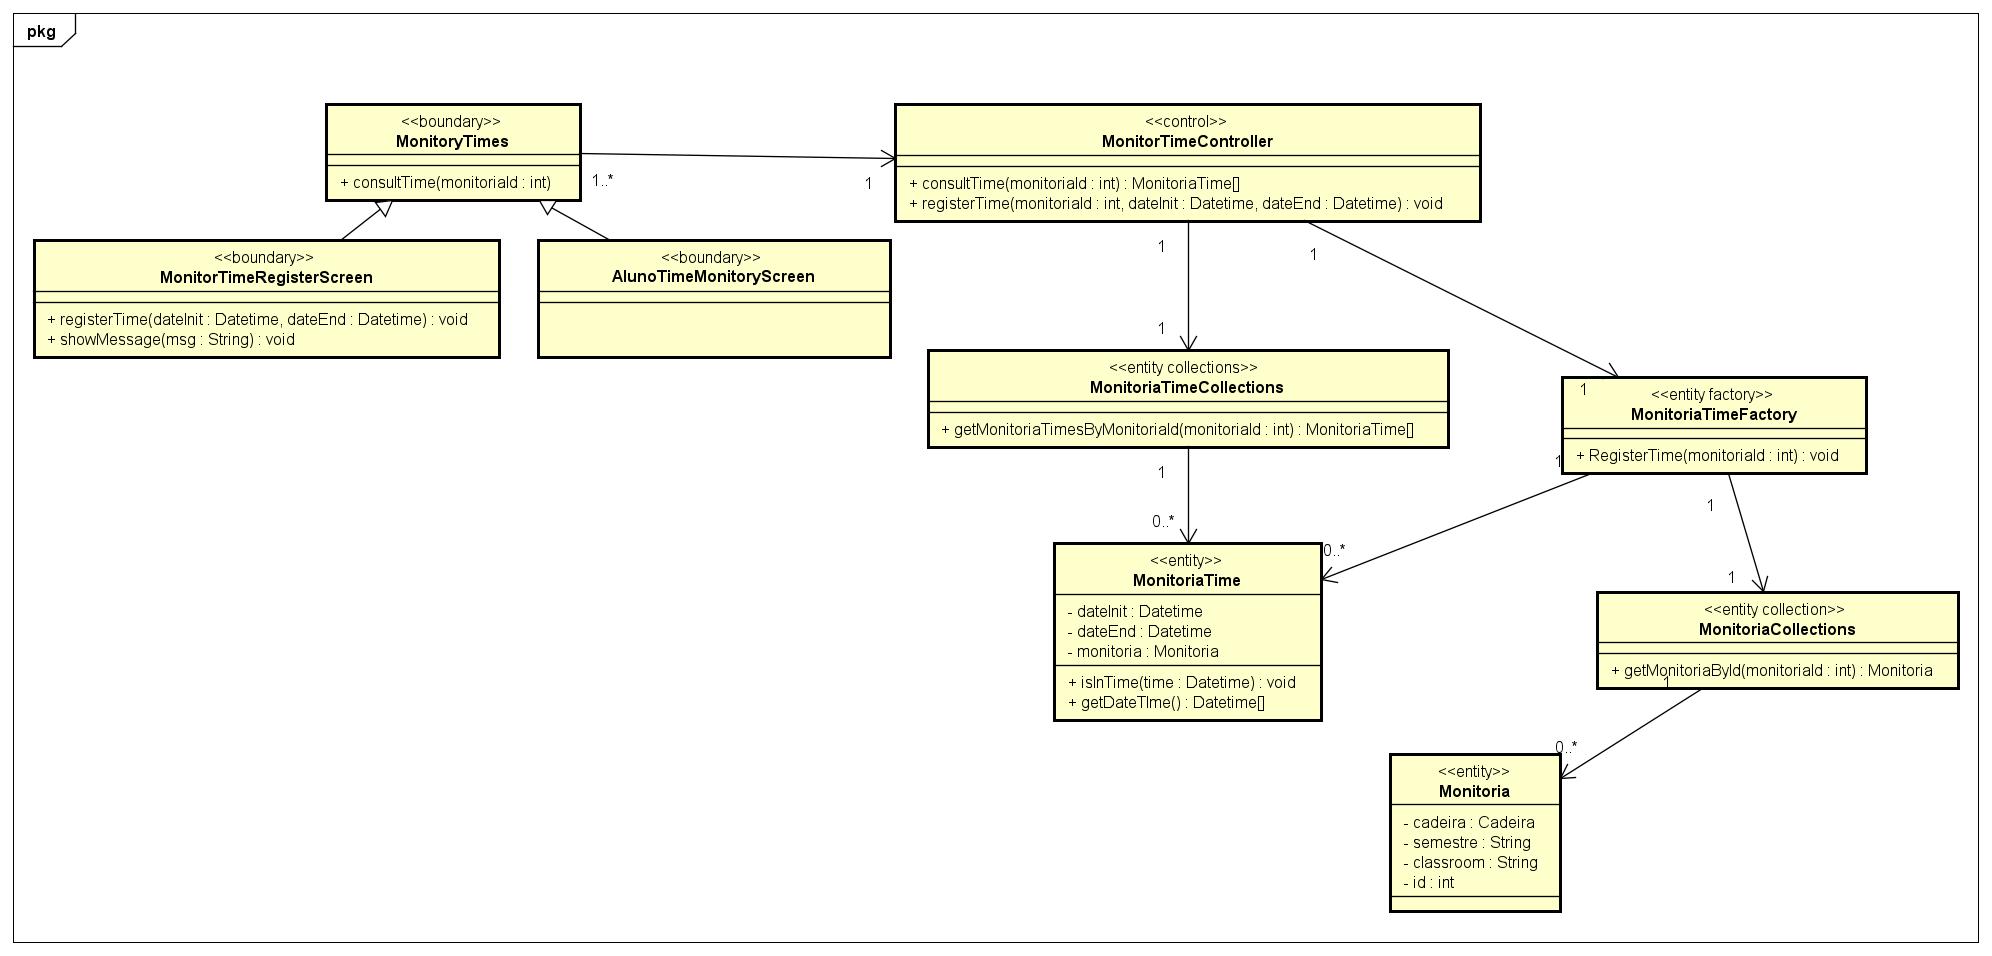 pkg
<<boundary>>
MonitoryTimes
+ consultTime(monitoriaId : int)
1..*
1
<<control>>
MonitorTimeController
+ consultTime(monitoriaId : int) : MonitoriaTime[]
+ registerTime(monitoriaId : int, dateInit : Datetime, dateEnd : Datetime) : void
<<boundary>>
MonitorTimeRegisterScreen
+ registerTime(dateInit : Datetime, dateEnd : Datetime) : void
+ showMessage(msg : String) : void
<<boundary>>
AlunoTimeMonitoryScreen
1
1
1
1
<<entity collections>>
MonitoriaTimeCollections
+ getMonitoriaTimesByMonitoriaId(monitoriaId : int) : MonitoriaTime[]
<<entity factory>>
MonitoriaTimeFactory
+ RegisterTime(monitoriaId : int) : void
1
0..*
1
0..*
1
1
<<entity>>
MonitoriaTime
- dateInit : Datetime
- dateEnd : Datetime
- monitoria : Monitoria
+ isInTime(time : Datetime) : void
+ getDateTIme() : Datetime[]
<<entity collection>>
MonitoriaCollections
+ getMonitoriaById(monitoriaId : int) : Monitoria
1
0..*
<<entity>>
Monitoria
- cadeira : Cadeira
- semestre : String
- classroom : String
- id : int